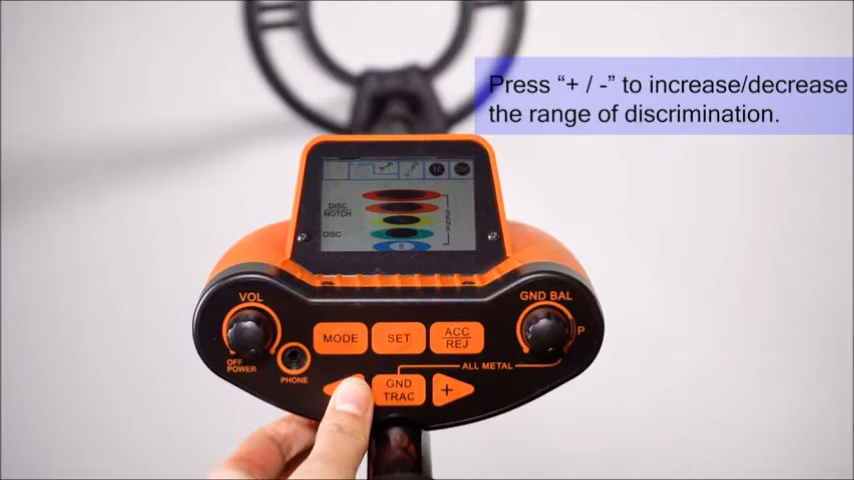 Press “+ / -” to increase/decrease
the range of discrimination.
DISC
NOTCH
DISC
VOL
GND BAL
MODE
SET
ACC
REJ
P
OFF
POWER
PHONE
ALL METAL
GND
TRAC
+